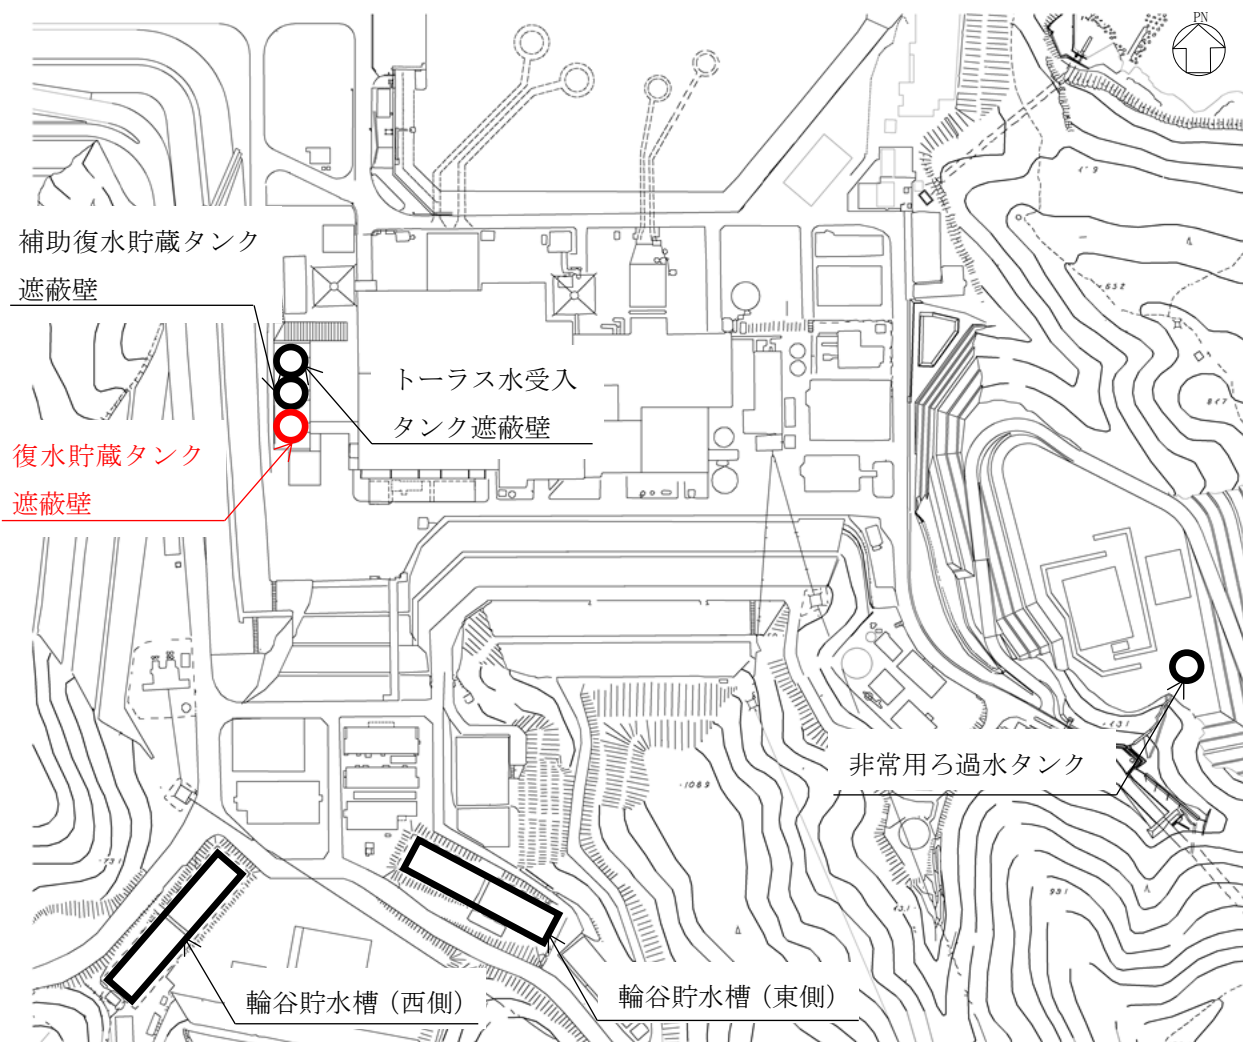 PN
補助復水貯蔵タンク
遮蔽壁
トーラス水受入
タンク遮蔽壁
復水貯蔵タンク
遮蔽壁
非常用ろ過水タンク
・1089
輪谷貯水槽（西側）
輪谷貯水槽（東側）